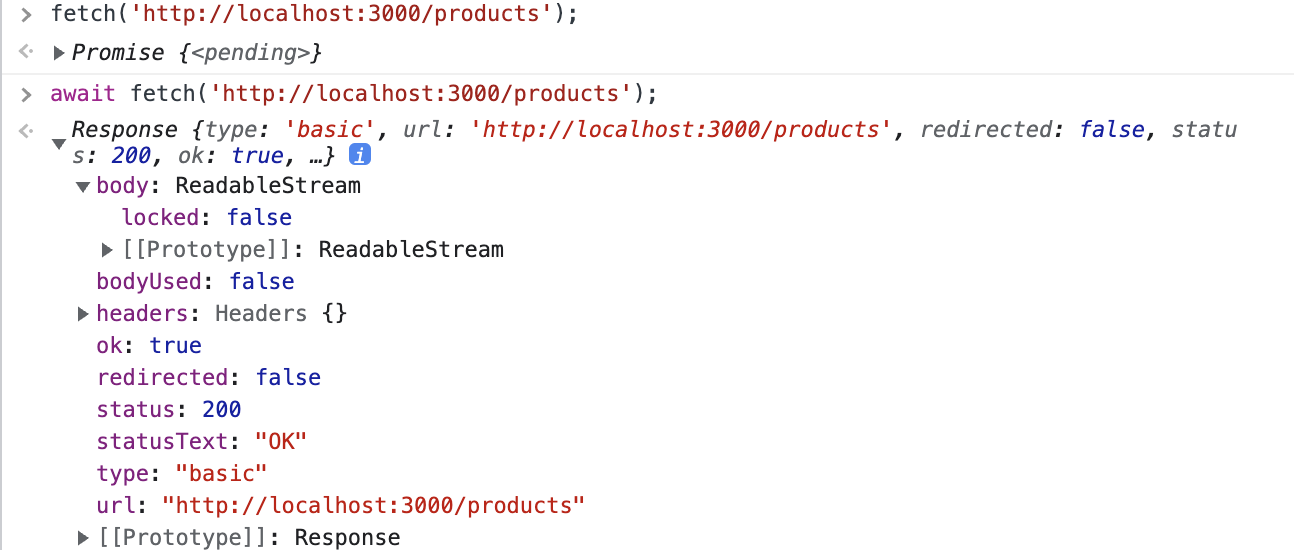 > fetch('http://localhost:3000/products');
Promise {<pending>}
> await fetch('http://localhost:3000/products');
Response {type: 'basic', url: 'http://localhost:3000/products', redirected: false, statu
s: 200, ok: true, …} i
body: ReadableStream
locked: false
[[Prototype]]: ReadableStream
bodyUsed: false
headers: Headers {}
ok: true
redirected: false
status: 200
statusText: "OK"
type: "basic"
url: "http://localhost:3000/products"
[[Prototype]]: Response